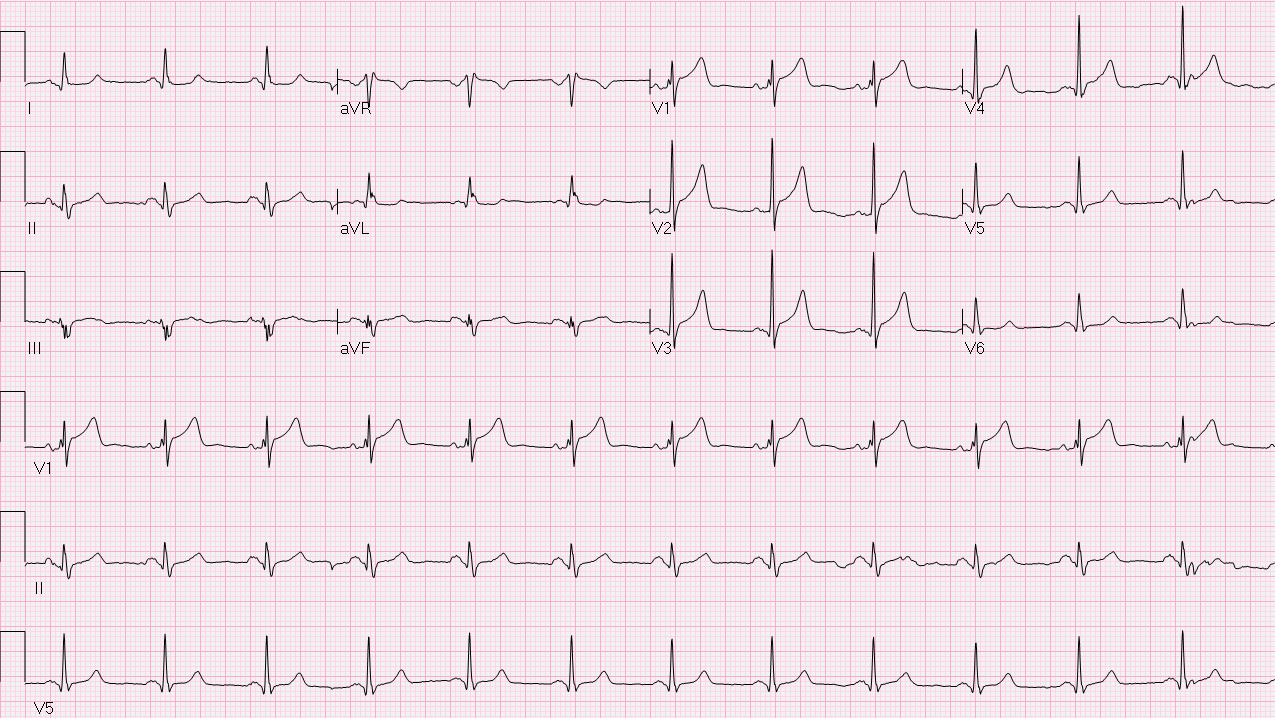 I aVR V1 V4
II aVL V2 V5
III aVF V3 V6
V1
II
V5